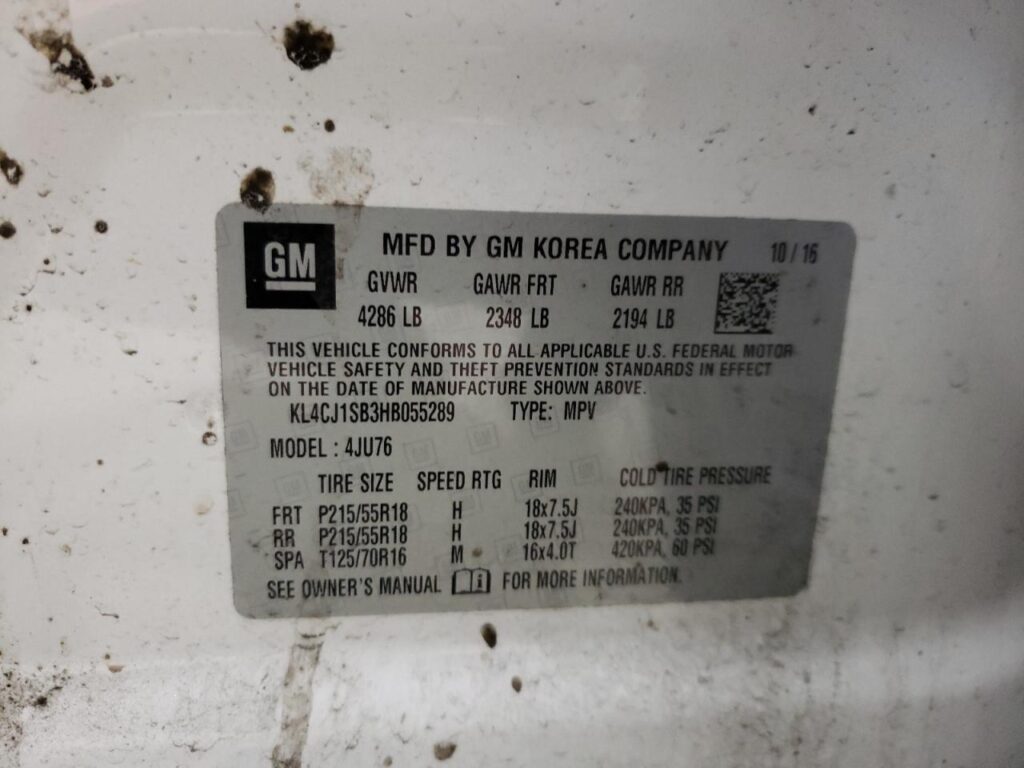 GM MFD BY GM KOREA COMPANY 10 / 16
GVWR GAWR FRT GAWR RR
4286 LB 2348 LB 2194 LB
THIS VEHICLE CONFORMS TO ALL APPLICABLE U.S. FEDERAL MOTOR
VEHICLE SAFETY AND THEFT PREVENTION STANDARDS IN EFFECT
ON THE DATE OF MANUFACTURE SHOWN ABOVE.
KL4CJ1SB3HB055289 TYPE: MPV
MODEL : 4JU76
TIRE SIZE SPEED RTG RIM COLD TIRE PRESSURE
FRT P215/55R18 H 18x7.5J 240KPA, 35 PSI
RR P215/55R18 H 18x7.5J 240KPA, 35 PSI
SPA T125/70R16 M 16x4.0T 420KPA, 60 PSI
SEE OWNER'S MANUAL i FOR MORE INFORMATION.